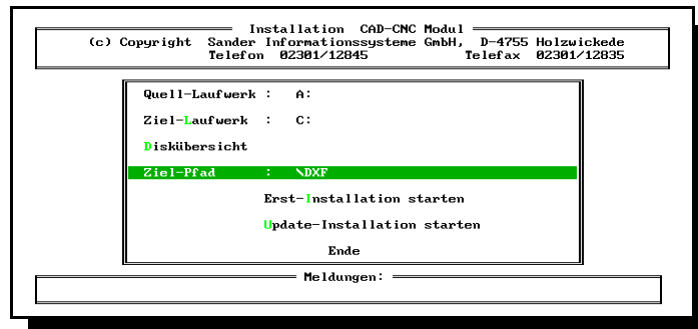 Installation CAD-CNC Modul
(c) Copyright Sander Informationssysteme GmbH, D-4755 Holzwickede
Telefon 02301/12845 Telefax 02301/12835
Quell-Laufwerk : A:
Ziel-Laufwerk : C:
Diskübersicht
Ziel-Pfad : \DXF
Erst-Installation starten
Update-Installation starten
Ende
Meldungen: